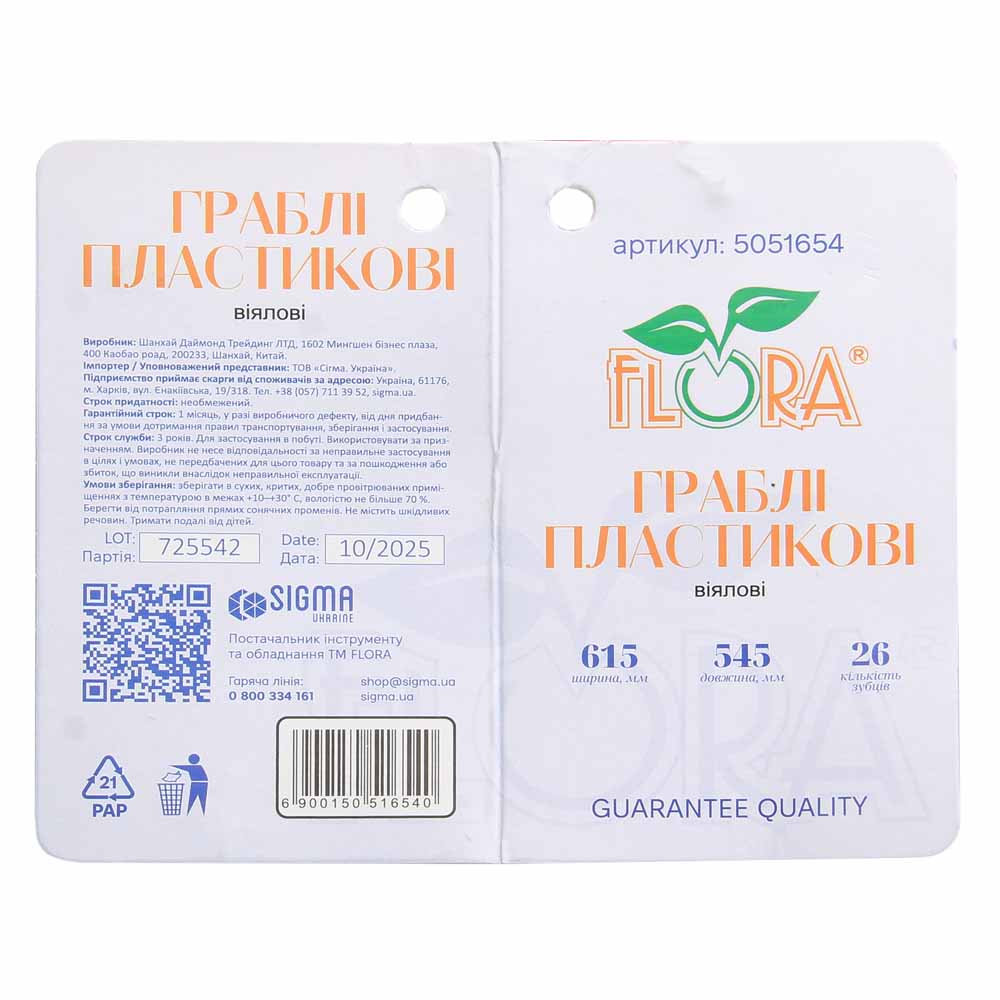 ГРАБЛІ
ПЛАСТИКОВІ
віялові
Виробник: Шанхай Даймонд Трейдинг ЛТД, 1602 Мингшен бізнес плаза,
400 Каобао роад, 200233, Шанхай, Китай.
Імпортер / Уповноважений представник: ТОВ «Сігма. Україна».
Підприємство приймає скарги від споживачів за адресою: Україна, 61176,
м. Харків, вул. Єнакіївська, 19/318. Тел. +38 (057) 711 39 52, sigma.ua.
Строк придатності: необмежений.
Гарантійний строк: 1 місяць, у разі виробничого дефекту, від дня придбан-
ня за умови дотримання правил транспортування, зберігання і застосування.
Строк служби: 3 років. Для застосування в побуті. Використовувати за приз-
наченням. Виробник не несе відповідальності за неправильне застосування
в цілях і умовах, не передбачених для цього товару та за пошкодження або
збиток, що виникли внаслідок неправильної експлуатації.
Умови зберігання: зберігати в сухих, критих, добре провітрюваних примі-
щеннях з температурою в межах +10—+30° С, вологістю не більше 70 %.
Берегти від потрапляння прямих сонячних променів. Не містить шкідливих
речовин. Тримати подалі від дітей.
LOT:
Партія: 725542
Date:
Дата: 10/2025
SIGMA
UKRAINE
Постачальник інструменту
та обладнання ТМ FLORA
Гаряча лінія: shop@sigma.ua
0 800 334 161 sigma.ua
21
PAP
6 900150 516540
артикул: 5051654
FLORA®
ГРАБЛІ
ПЛАСТИКОВІ
віялові
615 545 26
ширина, мм довжина, мм кількість
зубців
FLORA®
GUARANTEE QUALITY